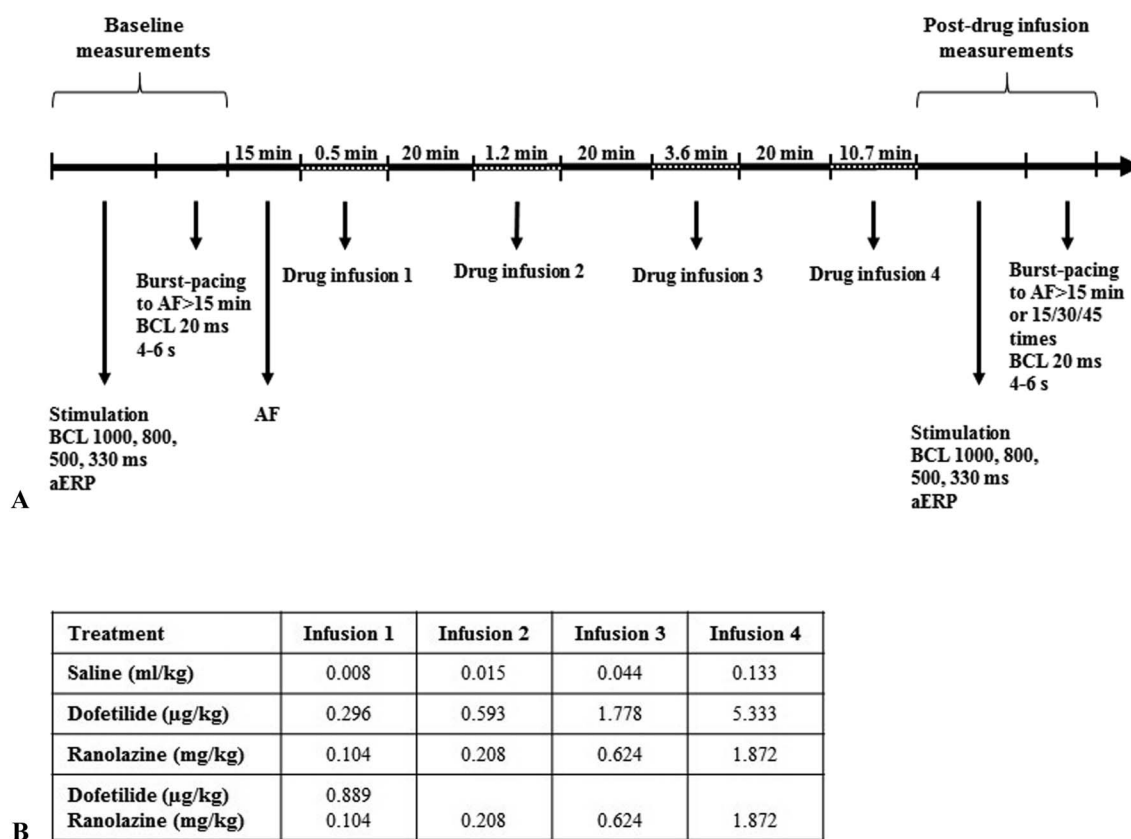 Baseline
measurements
Post-drug infusion
measurements
15 min 0.5 min 20 min 1.2 min 20 min 3.6 min 20 min 10.7 min
Drug infusion 1
Drug infusion 2
Drug infusion 3
Drug infusion 4
Burst-pacing
to AF>15 min
BCL 20 ms
4-6 s
Burst-pacing
to AF>15 min
or 15/30/45
times
BCL 20 ms
4-6 s
Stimulation
BCL 1000, 800,
500, 330 ms
aERP
AF
Stimulation
BCL 1000, 800,
500, 330 ms
aERP
A
Treatment Infusion 1 Infusion 2 Infusion 3 Infusion 4
Saline (ml/kg) 0.008 0.015 0.044 0.133
Dofetilide (µg/kg) 0.296 0.593 1.778 5.333
Ranolazine (mg/kg) 0.104 0.208 0.624 1.872
Dofetilide (µg/kg) 0.889
Ranolazine (mg/kg) 0.104 0.208 0.624 1.872
B